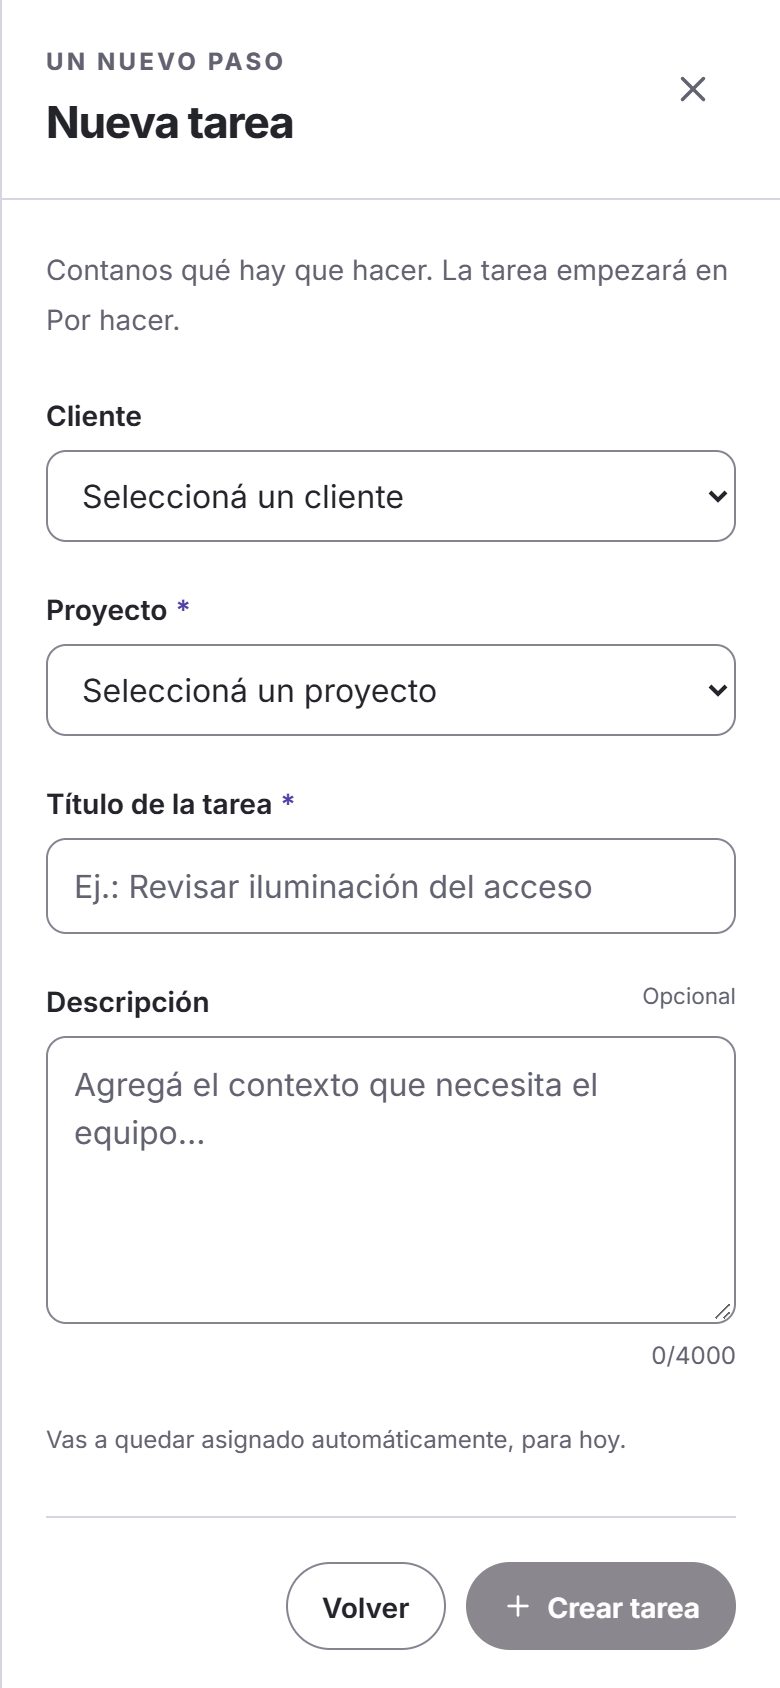 UN NUEVO PASO
Nueva tarea
Contanos qué hay que hacer. La tarea empezará en
Por hacer.
Cliente
Seleccioná un cliente
Proyecto *
Seleccioná un proyecto
Título de la tarea *
Ej.: Revisar iluminación del acceso
Descripción
Opcional
Agregá el contexto que necesita el
equipo...
0/4000
Vas a quedar asignado automáticamente, para hoy.
Volver
+ Crear tarea